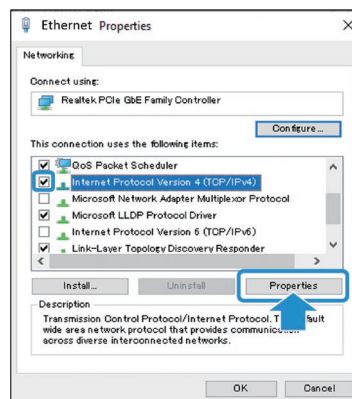 Ethernet Properties
Networking
Connect using:
Realtek PCIe GbE Family Controller
Configure...
This connection uses the following items:
QoS Packet Scheduler
Internet Protocol Version 4 (TCP/IPv4)
Microsoft Network Adapter Multiplexor Protocol
Microsoft LLDP Protocol Driver
Internet Protocol Version 6 (TCP/IPv6)
Link-Layer Topology Discovery Responder
Install...
Uninstall
Properties
Description
Transmission Control Protocol/Internet Protocol. fault
wide area network protocol that provides communication
across diverse interconnected networks.
OK
Cancel